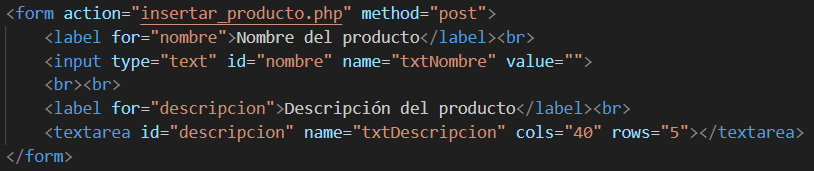 <form action="insertar_producto.php" method="post">
    <label for="nombre">Nombre del producto</label><br>
    <input type="text" id="nombre" name="txtNombre" value="">
    <br><br>
    <label for="descripcion">Descripción del producto</label><br>
    <textarea id="descripcion" name="txtDescripcion" cols="40" rows="5"></textarea>
</form>